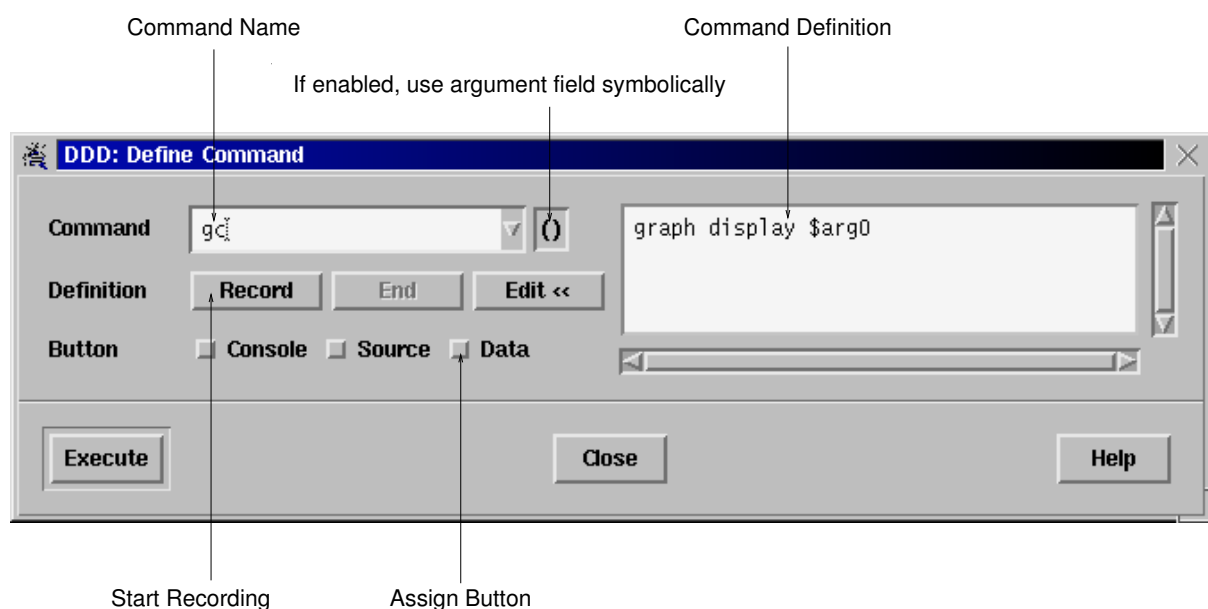 Command Name
Command Definition
If enabled, use argument field symbolically
DDD: Define Command
Command gc () graph display $arg0
Definition Record End Edit <<
Button Console Source Data
Execute Close Help
Start Recording Assign Button